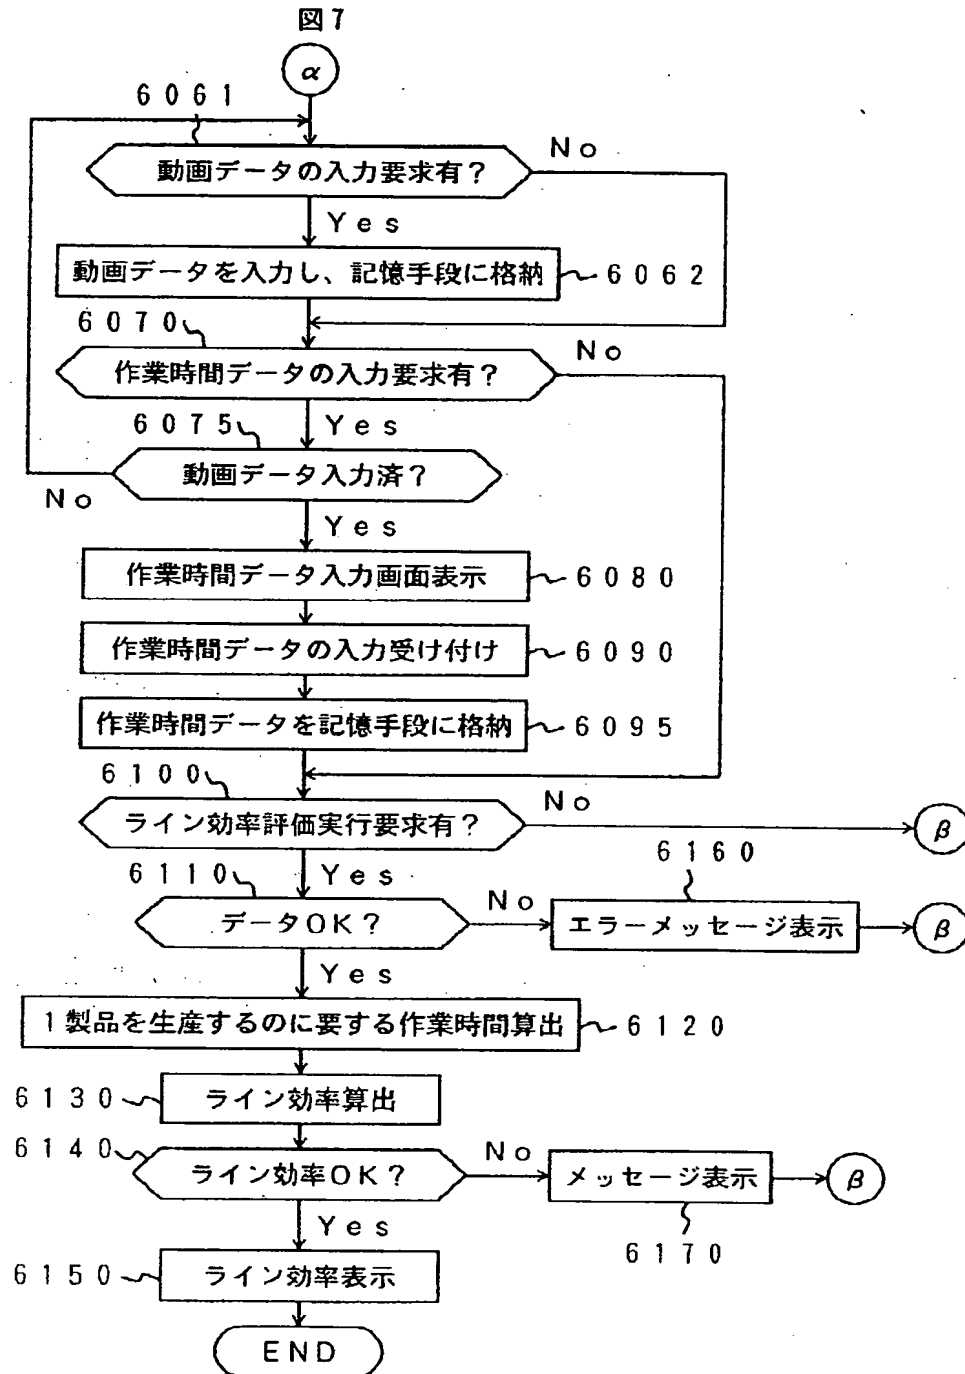 図7
α
6061
動画データの入力要求有?
No
Yes
動画データを入力し、記憶手段に格納
6062
6070
作業時間データの入力要求有?
No
6075
Yes
動画データ入力済?
No
Yes
作業時間データ入力画面表示
6080
作業時間データの入力受け付け
6090
作業時間データを記憶手段に格納
6095
6100
ライン効率評価実行要求有?
No
β
6110
Yes
6160
データOK?
No
エラーメッセージ表示
β
Yes
1製品を生産するのに要する作業時間算出
6120
6130
ライン効率算出
6140
ライン効率OK?
No
メッセージ表示
β
Yes
6170
6150
ライン効率表示
END